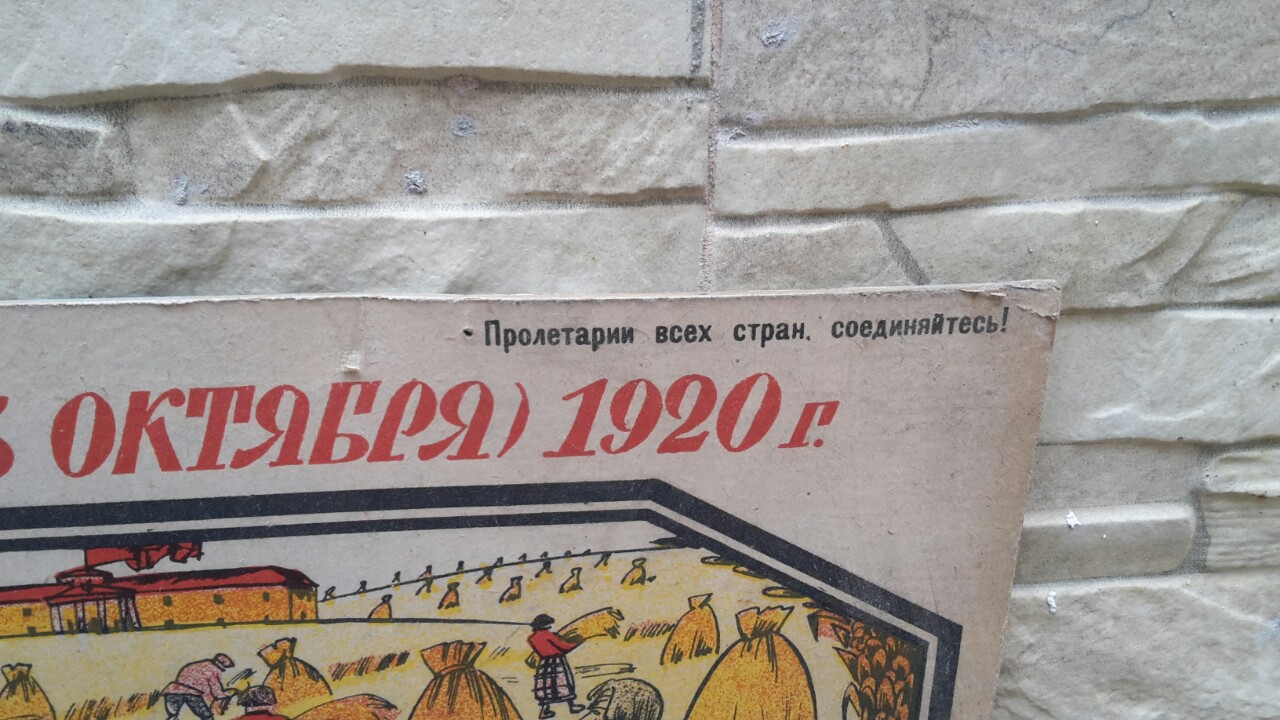 Пролетарии всех стран, соединяйтесь!
ОКТЯБРЯ) 1920 г.